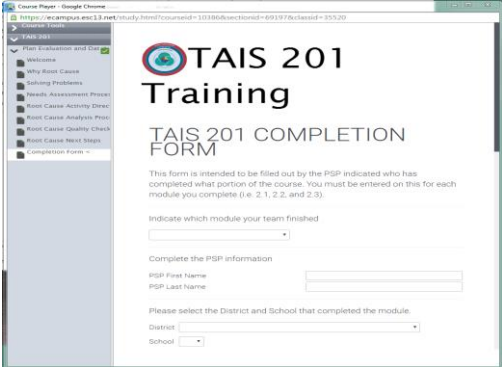 Course Player - Google Chrome
https://ecampus.esc13.net/study.html?courseid=10386&sectionid=69197&classid=35520
Course Tools
TAIS 201
Plan Evaluation and Dat
Welcome
Why Root Cause
Solving Problems
Needs Assessment Proces
Root Cause Activity Direc
Root Cause Analysis Proc
Root Cause Quality Check
Root Cause Next Steps
Completion Form <
TAIS 201
Training
TAIS 201 COMPLETION
FORM
This form is intended to be filled out by the PSP indicated who has
completed what portion of the course. You must be entered on this for each
module you complete (i.e. 2.1, 2.2, and 2.3).
Indicate which module your team finished
Complete the PSP information
PSP First Name
PSP Last Name
Please select the District and School that completed the module.
District
School